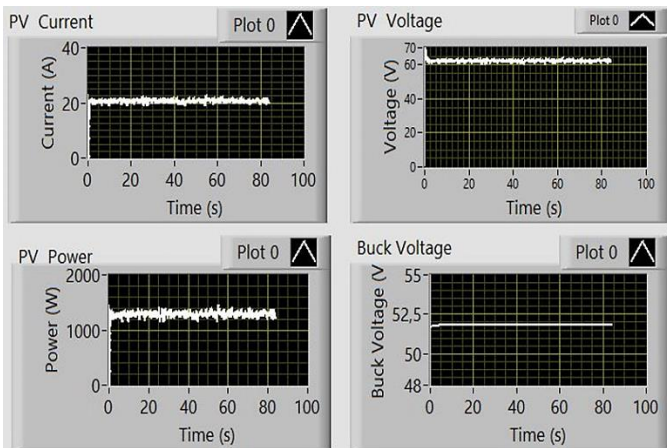 PV Current
Plot 0
Current (A)
40
20
0
0 20 40 60 80 100
Time (s)
PV Voltage
Plot 0
Voltage (V)
70
60
40
20
0
0 20 40 60 80 100
Time (s)
PV Power
Plot 0
Power (W)
2000
1000
0
0 20 40 60 80 100
Time (s)
Buck Voltage
Plot 0
Buck Voltage (V
55
52,5
50
48
0 20 40 60 80 100
Time (s)